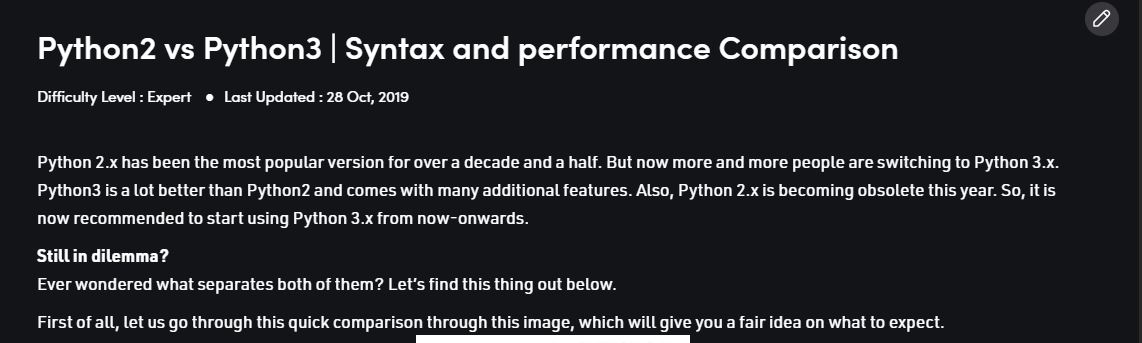 Python2 vs Python3 | Syntax and performance Comparison
Difficulty Level : Expert ● Last Updated : 28 Oct, 2019
Python 2.x has been the most popular version for over a decade and a half. But now more and more people are switching to Python 3.x.
Python3 is a lot better than Python2 and comes with many additional features. Also, Python 2.x is becoming obsolete this year. So, it is
now recommended to start using Python 3.x from now-onwards.
Still in dilemma?
Ever wondered what separates both of them? Let’s find this thing out below.
First of all, let us go through this quick comparison through this image, which will give you a fair idea on what to expect.